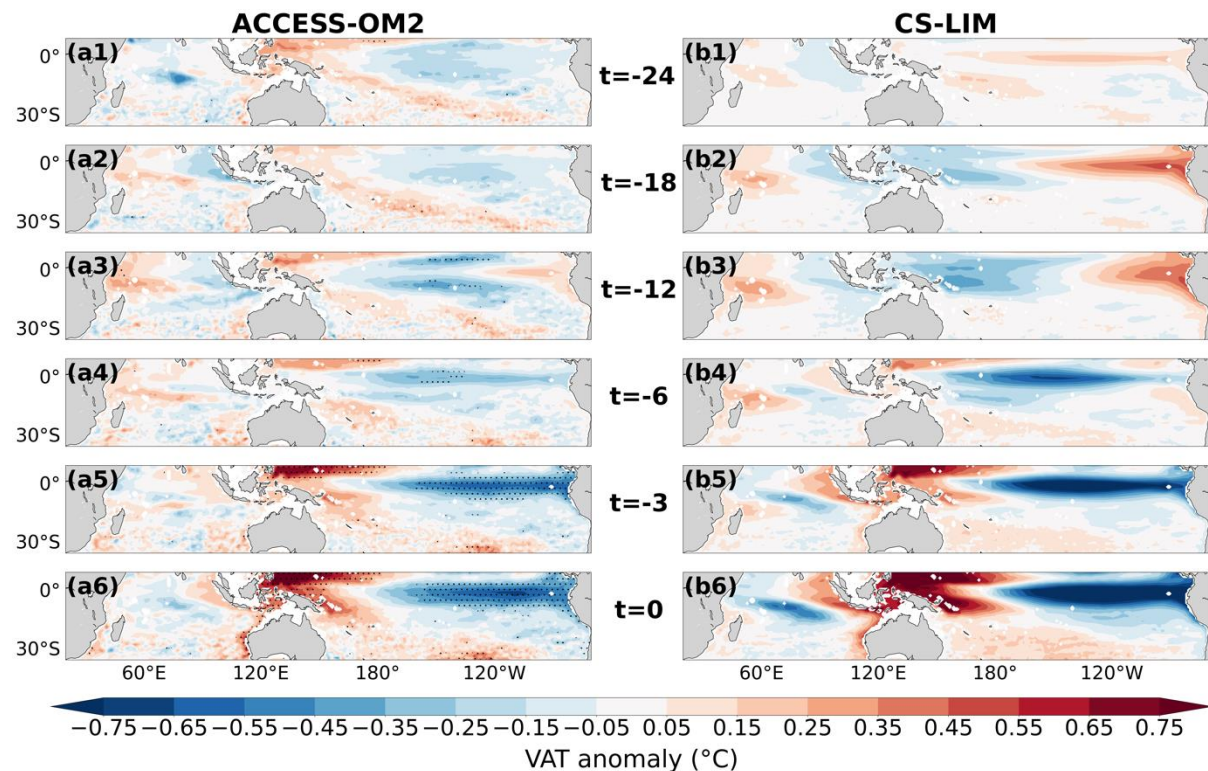 ACCESS-OM2 CS-LIM
(a1) t=-24 (b1)
0°
30°S
(a2) t=-18 (b2)
0°
30°S
(a3) t=-12 (b3)
0°
30°S
(a4) t=-6 (b4)
0°
30°S
(a5) t=-3 (b5)
0°
30°S
(a6) t=0 (b6)
0°
30°S
60°E 120°E 180° 120°W 60°E 120°E 180° 120°W
−0.75 −0.65 −0.55 −0.45 −0.35 −0.25 −0.15 −0.05 0.05 0.15 0.25 0.35 0.45 0.55 0.65 0.75
VAT anomaly (°C)